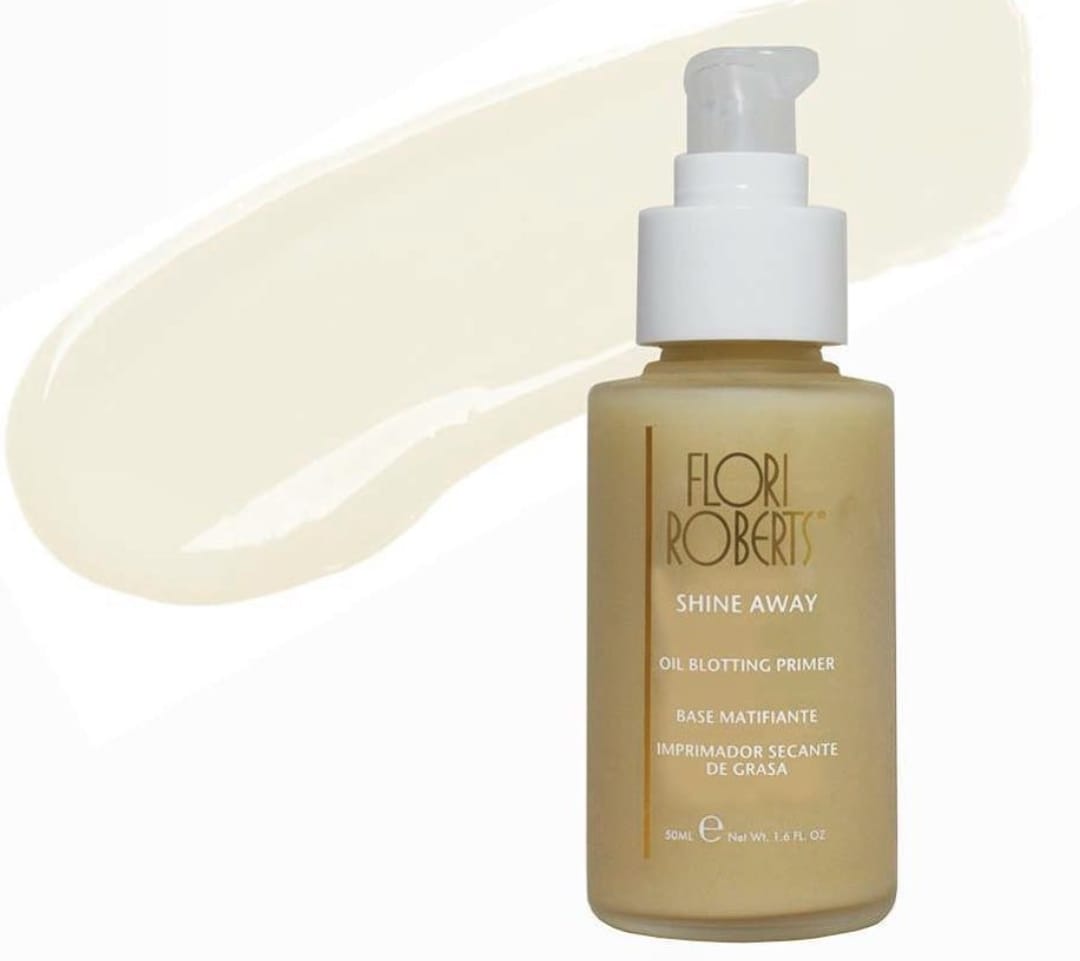 FLORI
ROBERTS®
SHINE AWAY
OIL BLOTTING PRIMER
BASE MATIFIANTE
IMPRIMADOR SECANTE
DE GRASA
50ML e Net Wt. 1.6 FL. OZ